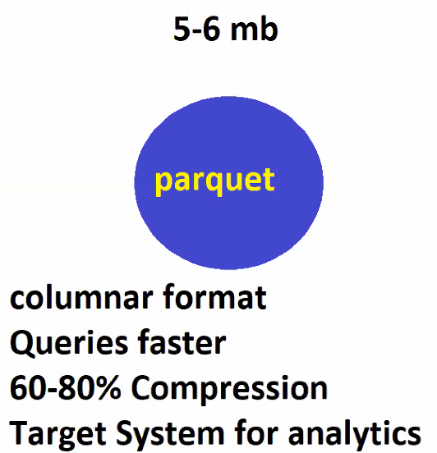 5-6 mb
parquet
columnar format
Queries faster
60-80% Compression
Target System for analytics